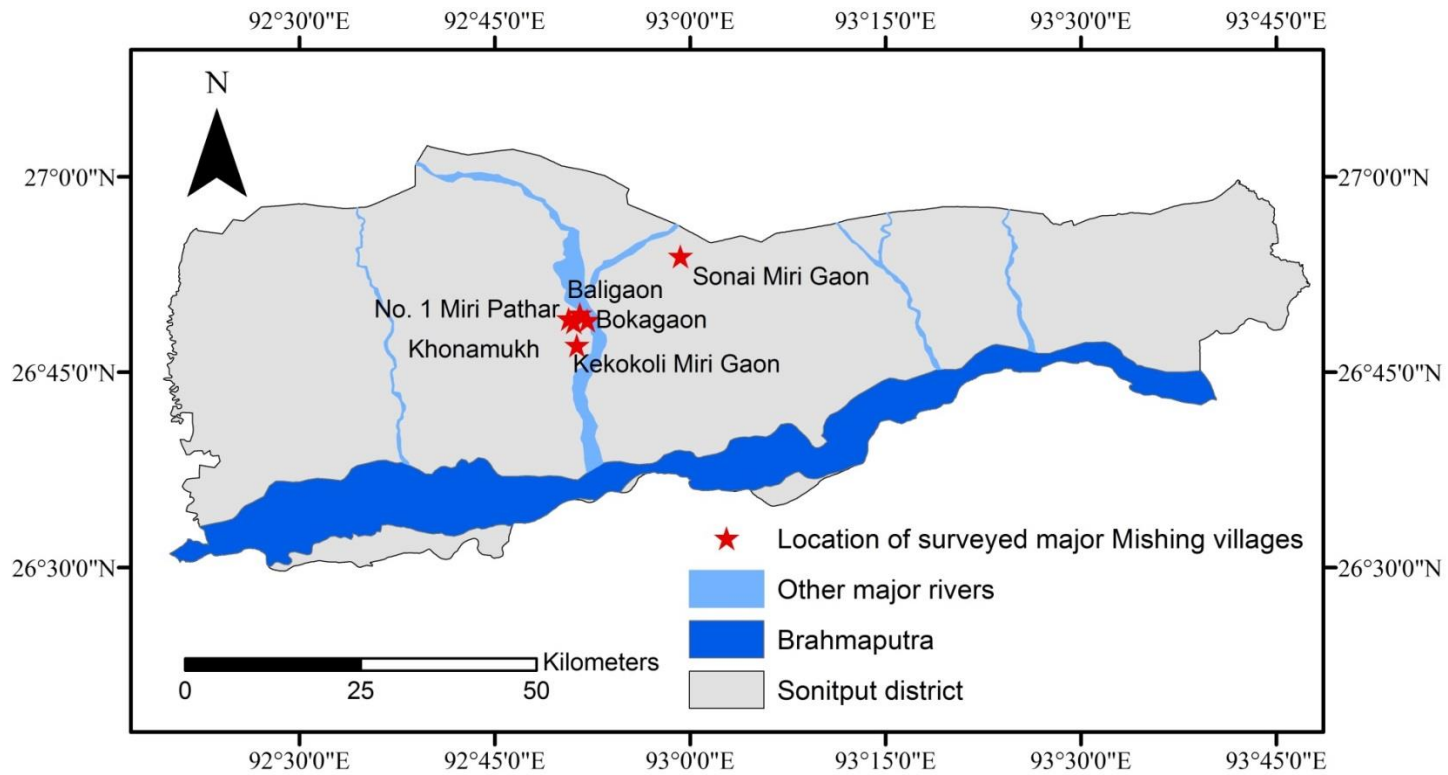 92°30'0"E 92°45'0"E 93°0'0"E 93°15'0"E 93°30'0"E 93°45'0"E
N
27°0'0"N 27°0'0"N
Sonai Miri Gaon
Baligaon
No. 1 Miri Pathar
Bokagaon
Khonamukh
Kekokoli Miri Gaon
26°45'0"N 26°45'0"N
Location of surveyed major Mishing villages
26°30'0"N 26°30'0"N
Other major rivers
Brahmaputra
Kilometers
0 25 50
Sonitput district
92°30'0"E 92°45'0"E 93°0'0"E 93°15'0"E 93°30'0"E 93°45'0"E